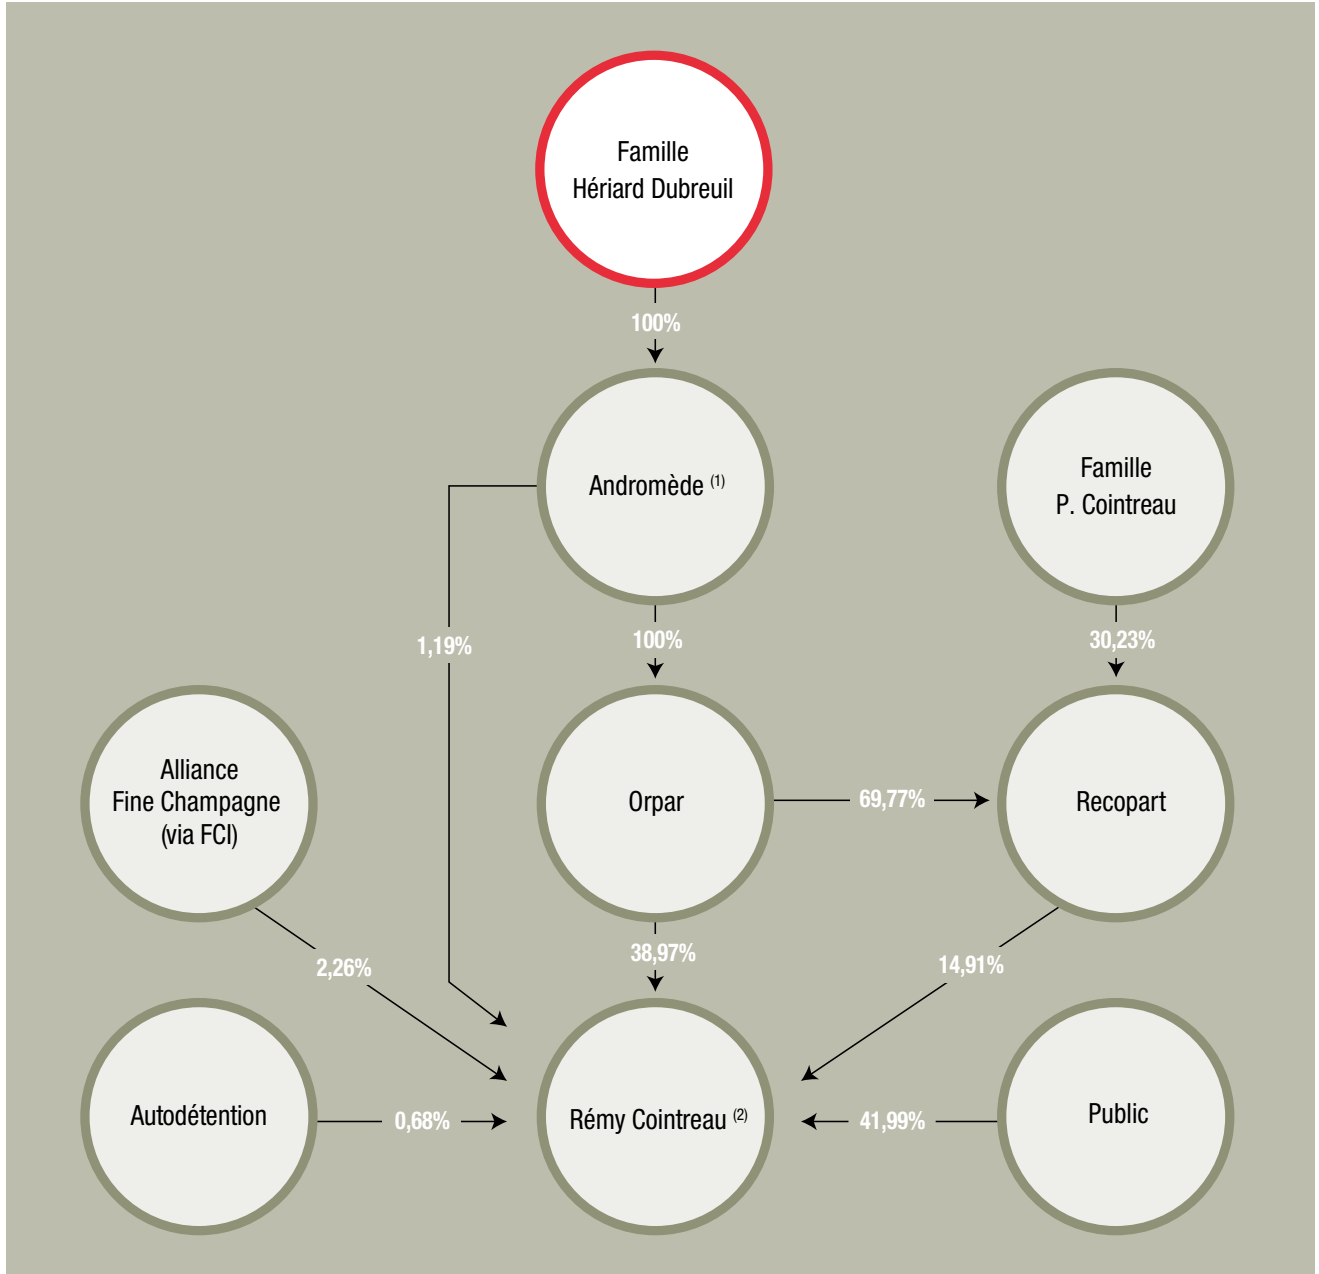 Famille
Hériard Dubreuil
100%
Andromède (1)
Famille
P. Cointreau
1,19%
100%
30,23%
Alliance
Fine Champagne
(via FCI)
Orpar
69,77%
Recopart
2,26%
38,97%
14,91%
Autodétention
0,68%
Rémy Cointreau (2)
41,99%
Public